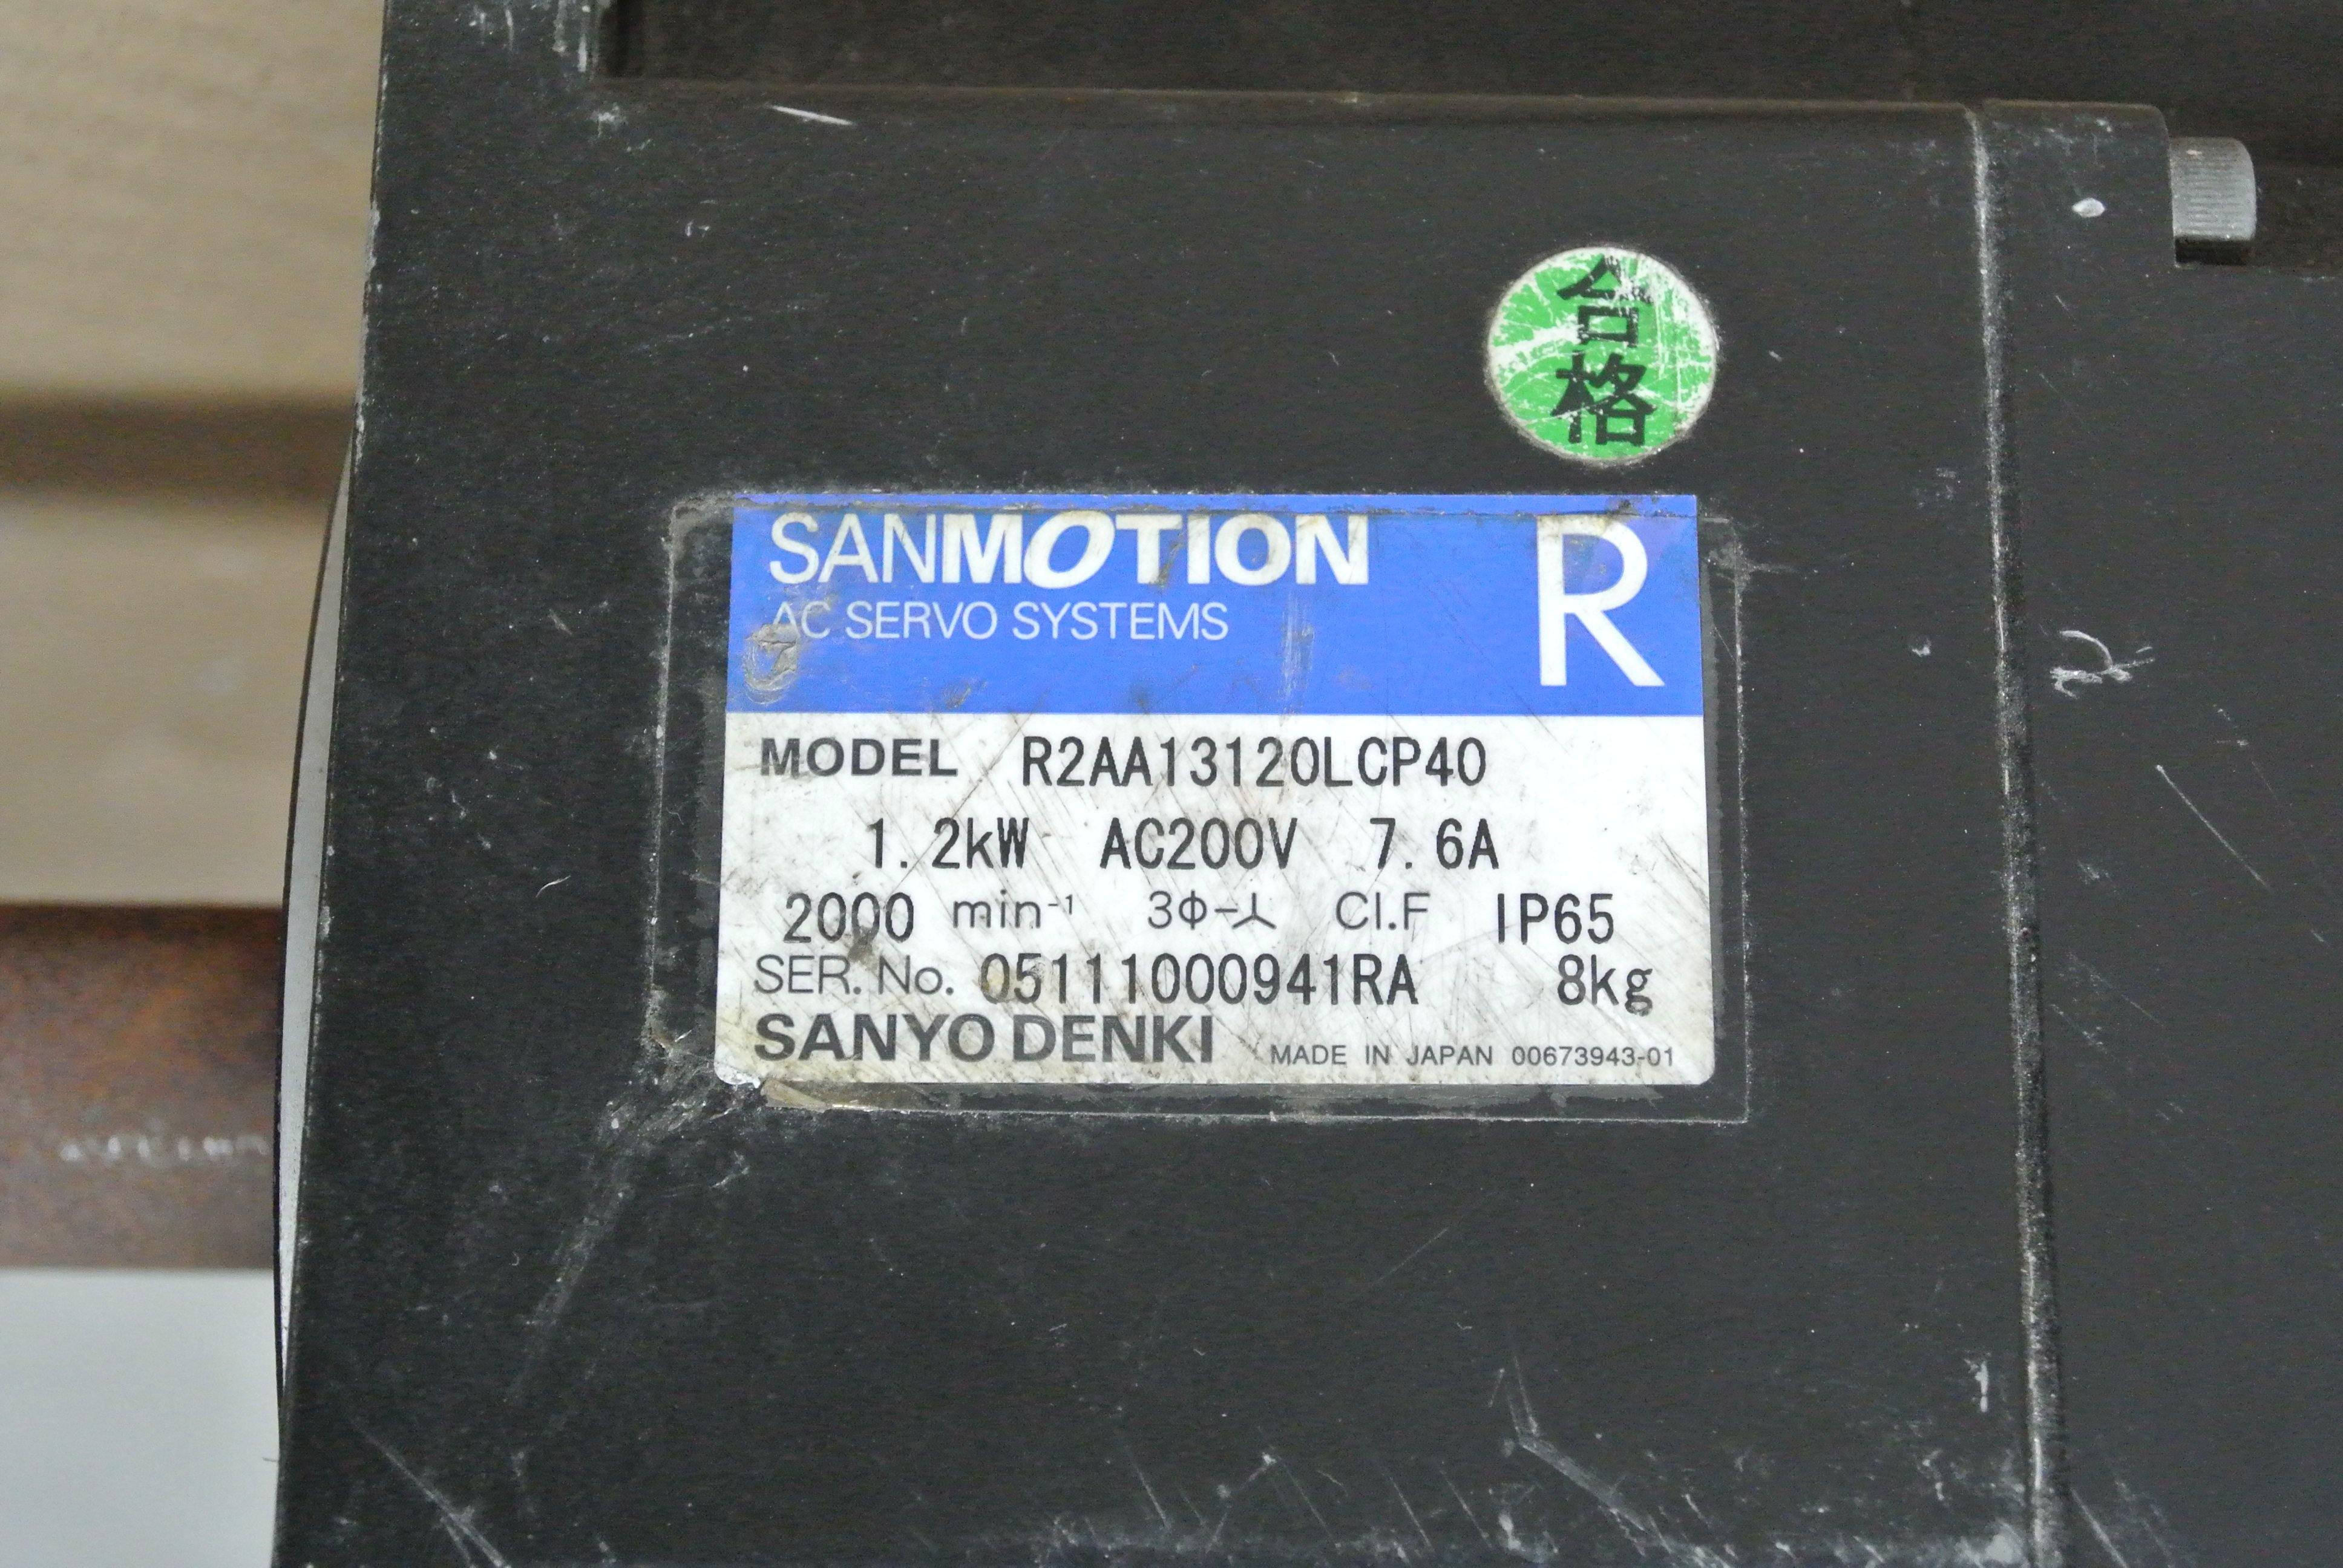 合格
SANMOTION R
AC SERVO SYSTEMS
MODEL R2AA13120LCP40
1.2kW AC200V 7.6A
2000 min⁻¹ 3Φ-人 CI.F IP65
SER. No. 05111000941RA 8kg
SANYO DENKI MADE IN JAPAN 00673943-01